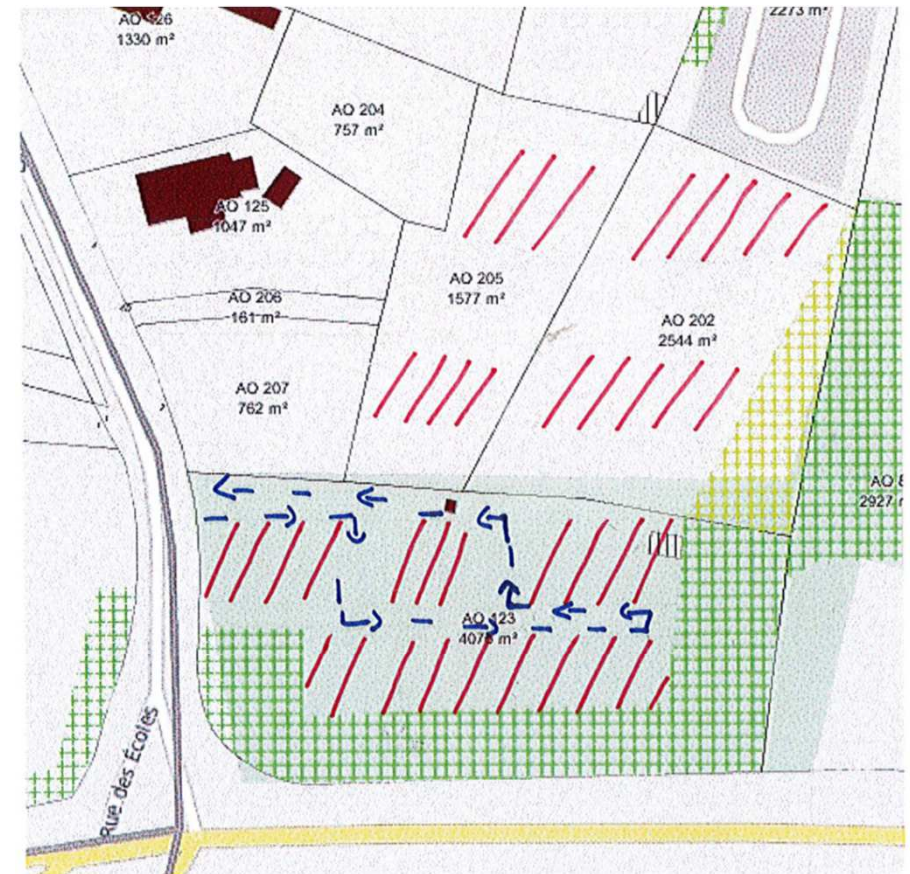 AO 126
1330 m²
2273 m²
AO 204
757 m²
AO 125
1047 m²
AO 205
1577 m²
AO 206
161 m²
AO 202
2544 m²
AO 207
762 m²
AO
2927
AO 123
m²
Rue des Écoles